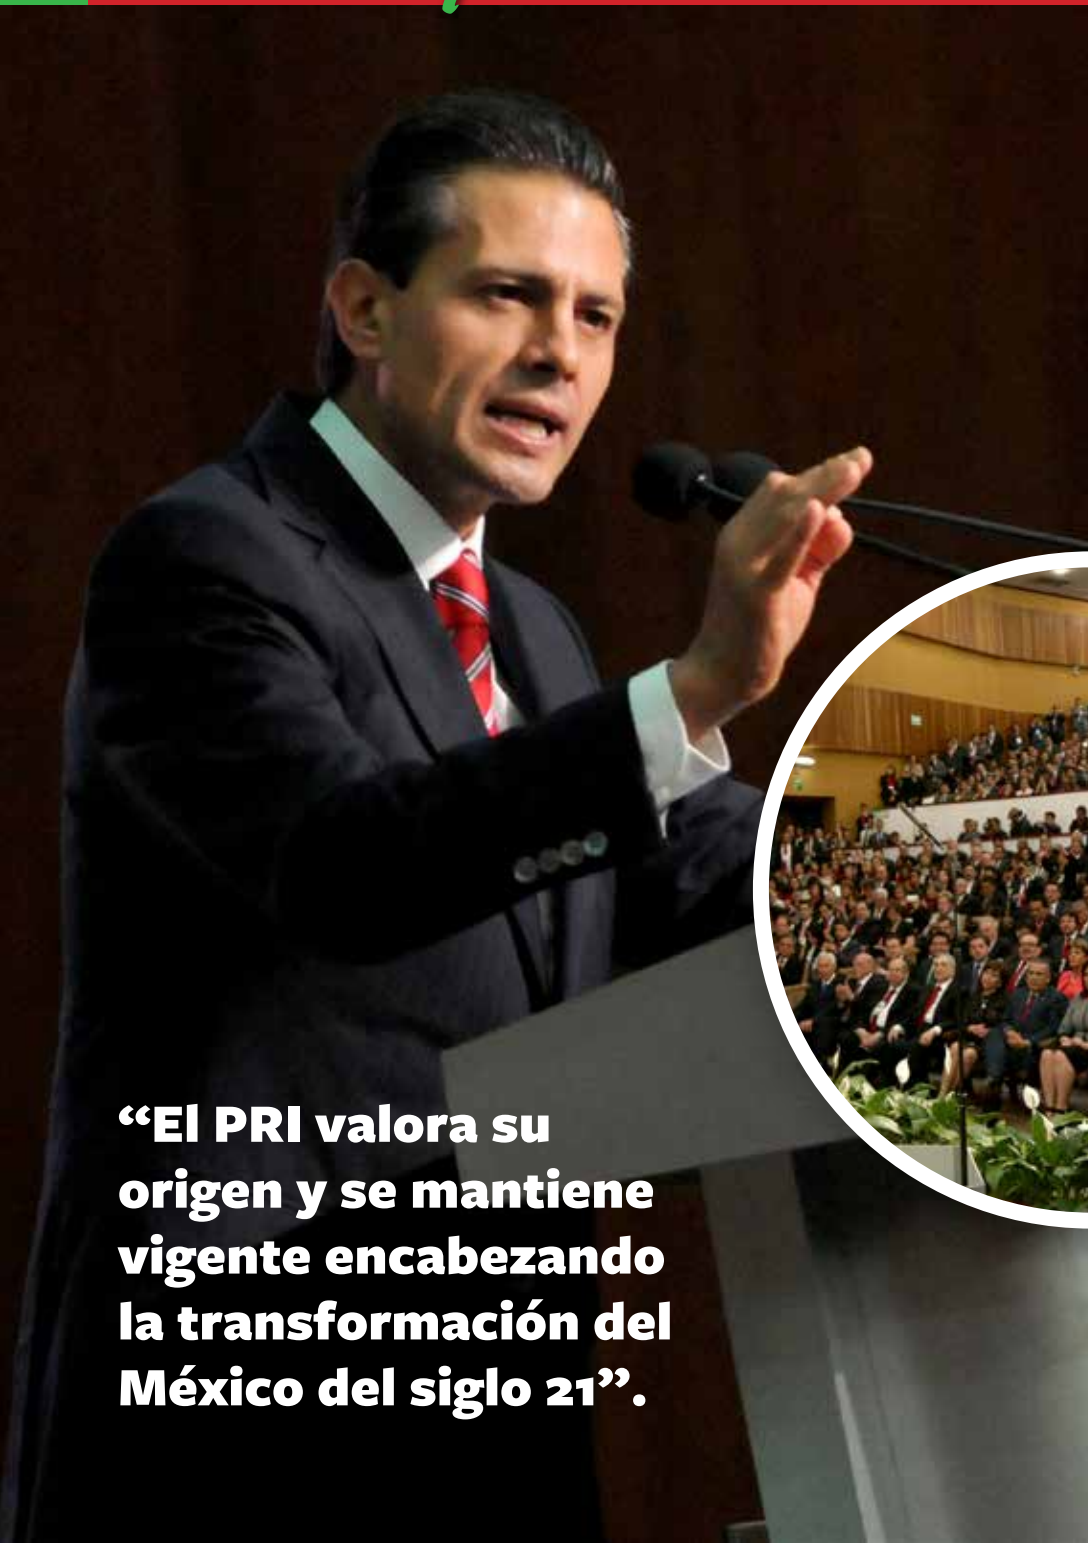 “El PRI valora su
origen y se mantiene
vigente encabezando
la transformación del
México del siglo 21”.